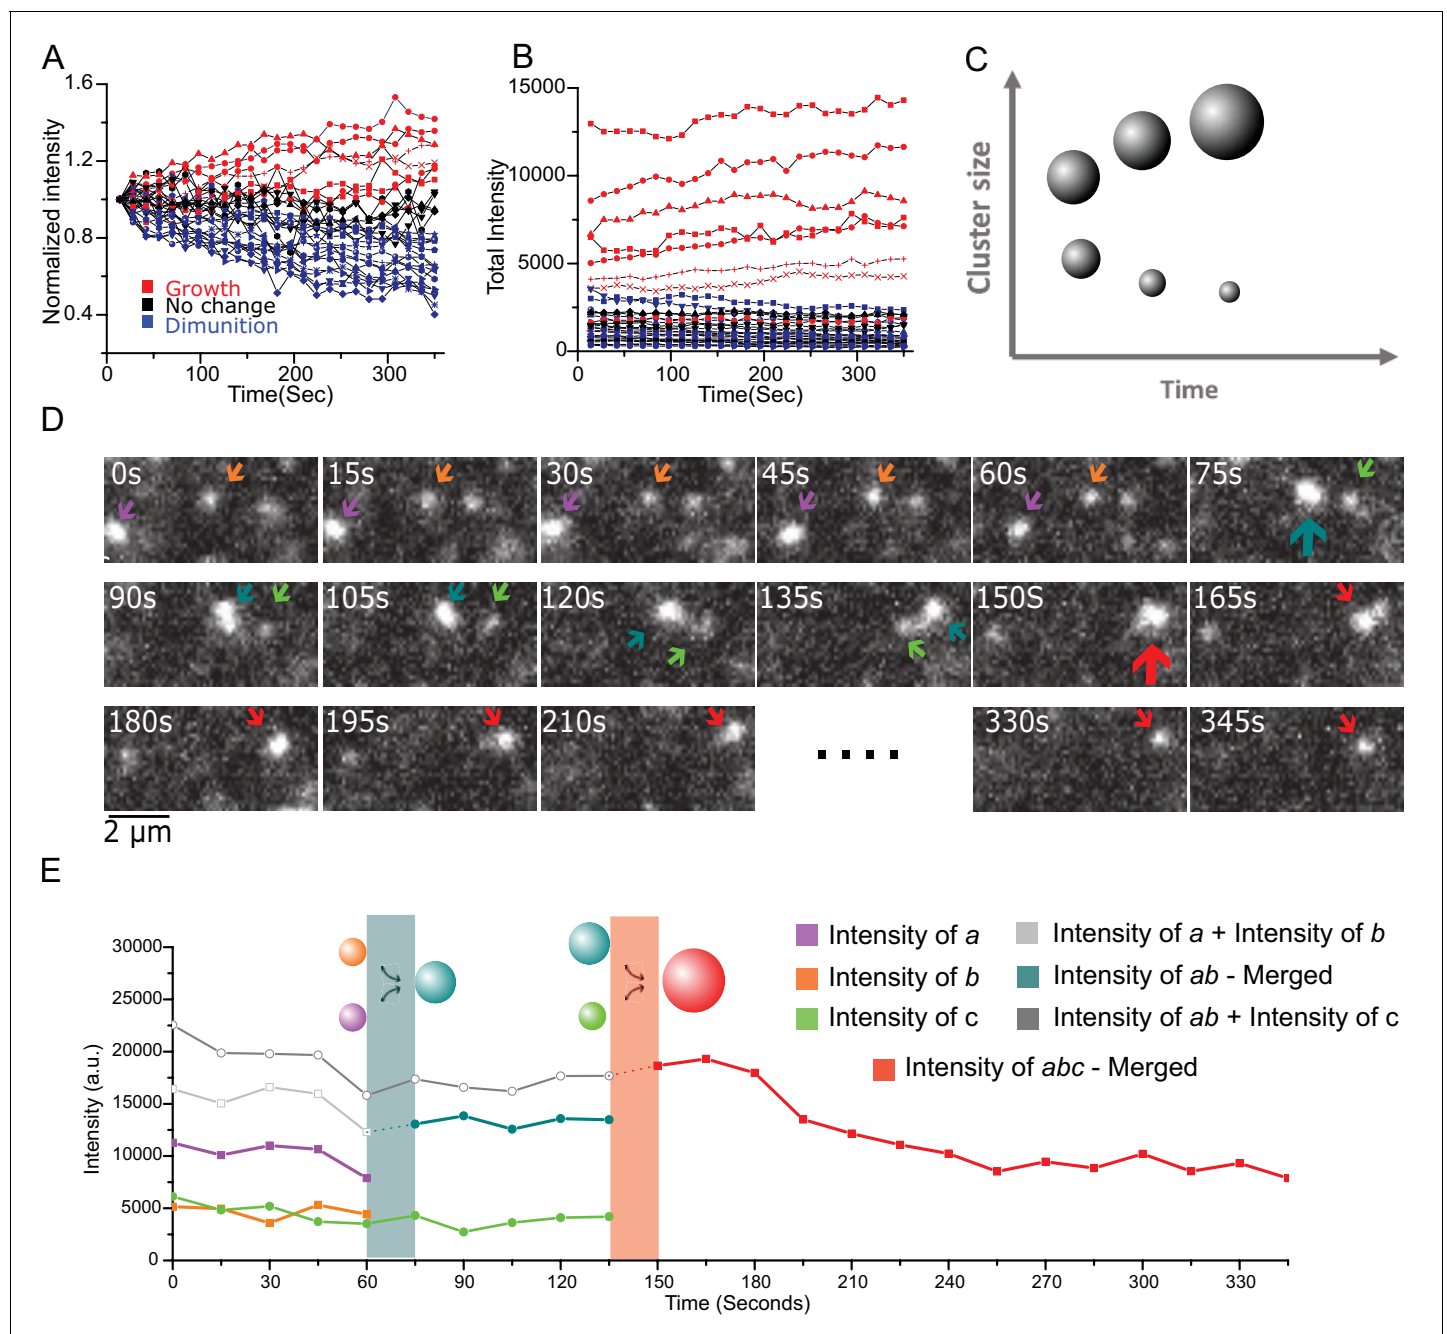 A
1.6
1.2
0.8
0.4
Normalized intensity
Growth
No change
Dimunition
0
100
200
300
Time(Sec)
B
15000
10000
5000
0
Total Intensity
0
100
200
300
Time(Sec)
C
Cluster size
Time
D
0s
15s
30s
45s
60s
75s
90s
105s
120s
135s
150S
165s
180s
195s
210s
330s
345s
2 µm
E
30000
25000
20000
15000
10000
5000
0
Intensity (a.u.)
Intensity of a
Intensity of b
Intensity of c
Intensity of a + Intensity of b
Intensity of ab - Merged
Intensity of ab + Intensity of c
Intensity of abc - Merged
0
30
60
90
120
150
180
210
240
270
300
330
Time (Seconds)